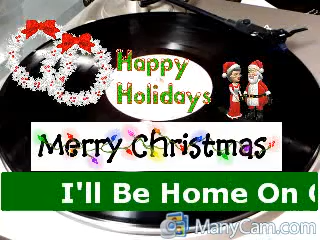 Happy
Holidays
Merry Christmas
I'll Be Home On
ManyCam.com